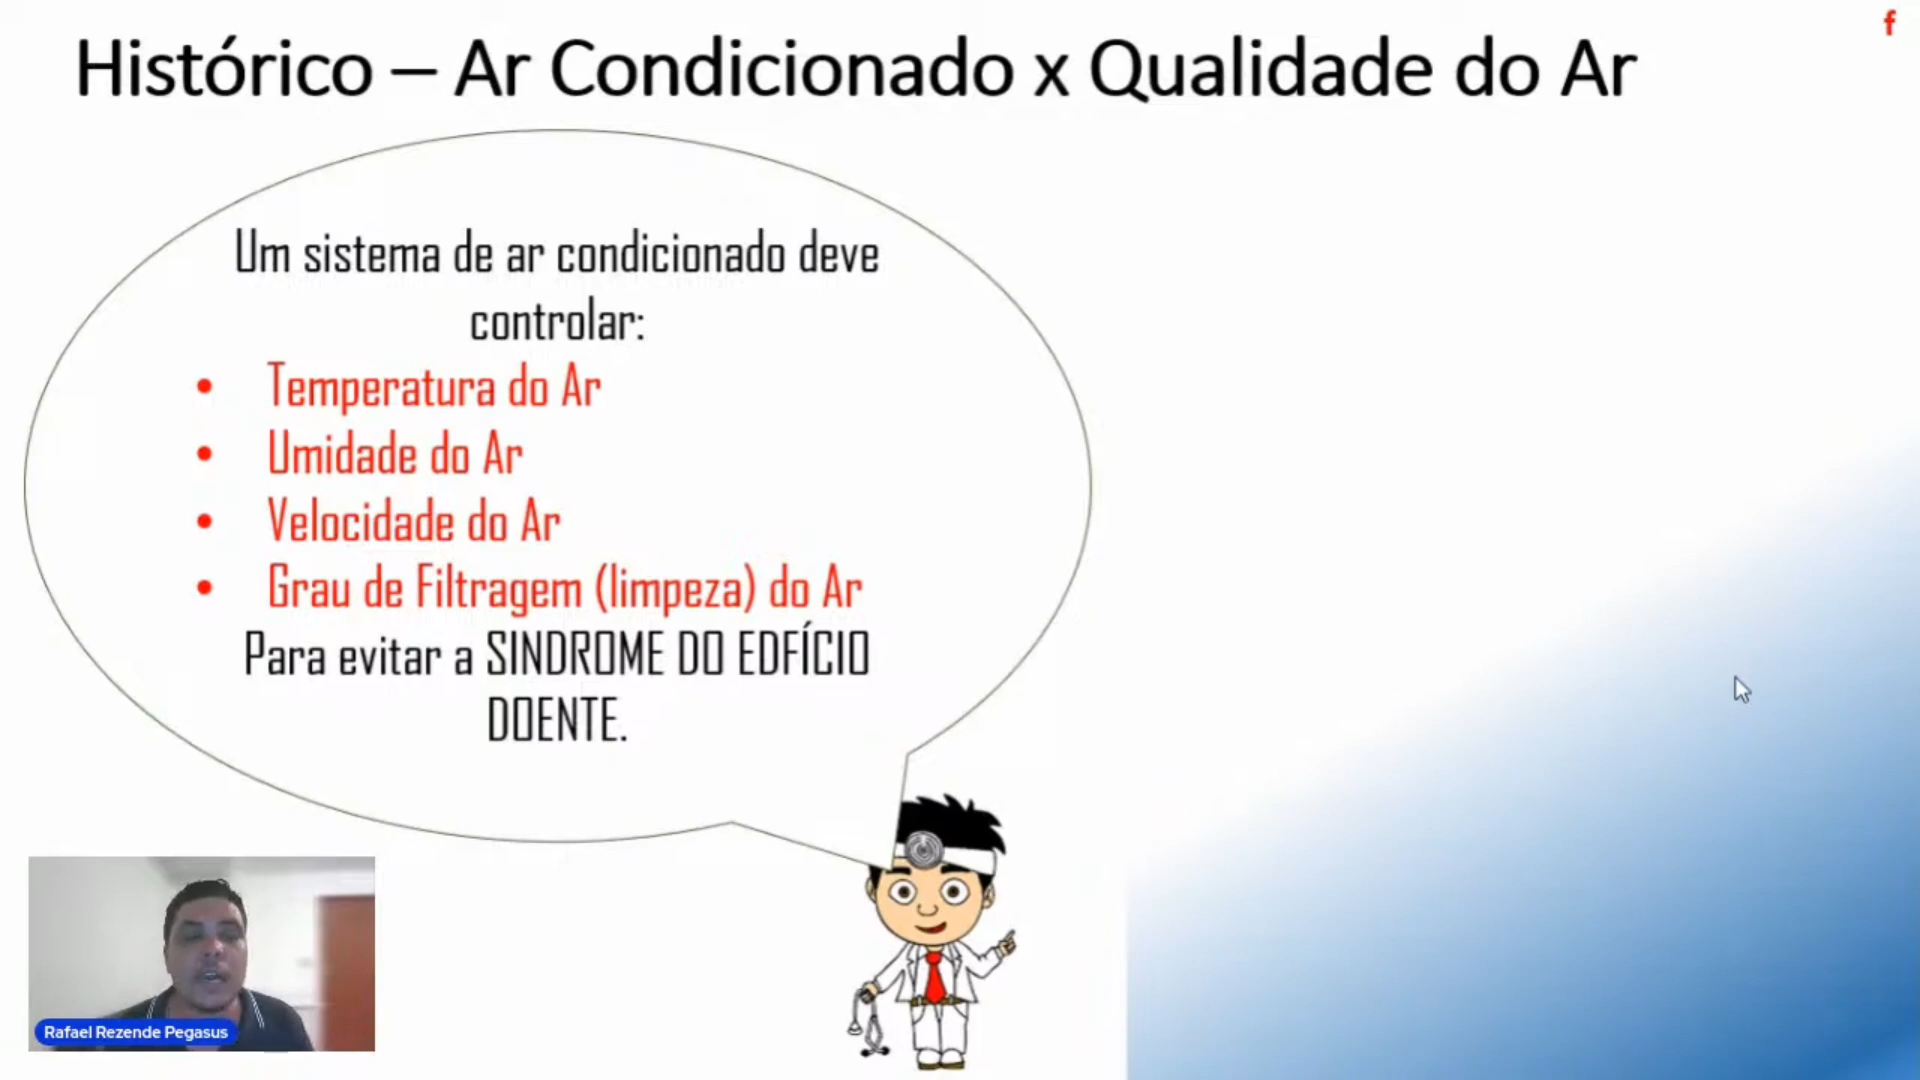 Histórico – Ar Condicionado x Qualidade do Ar
f
Um sistema de ar condicionado deve
controlar:
• Temperatura do Ar
• Umidade do Ar
• Velocidade do Ar
• Grau de Filtragem (limpeza) do Ar
Para evitar a SINDROME DO EDFÍCIO
DOENTE.
Rafael Rezende Pegasus